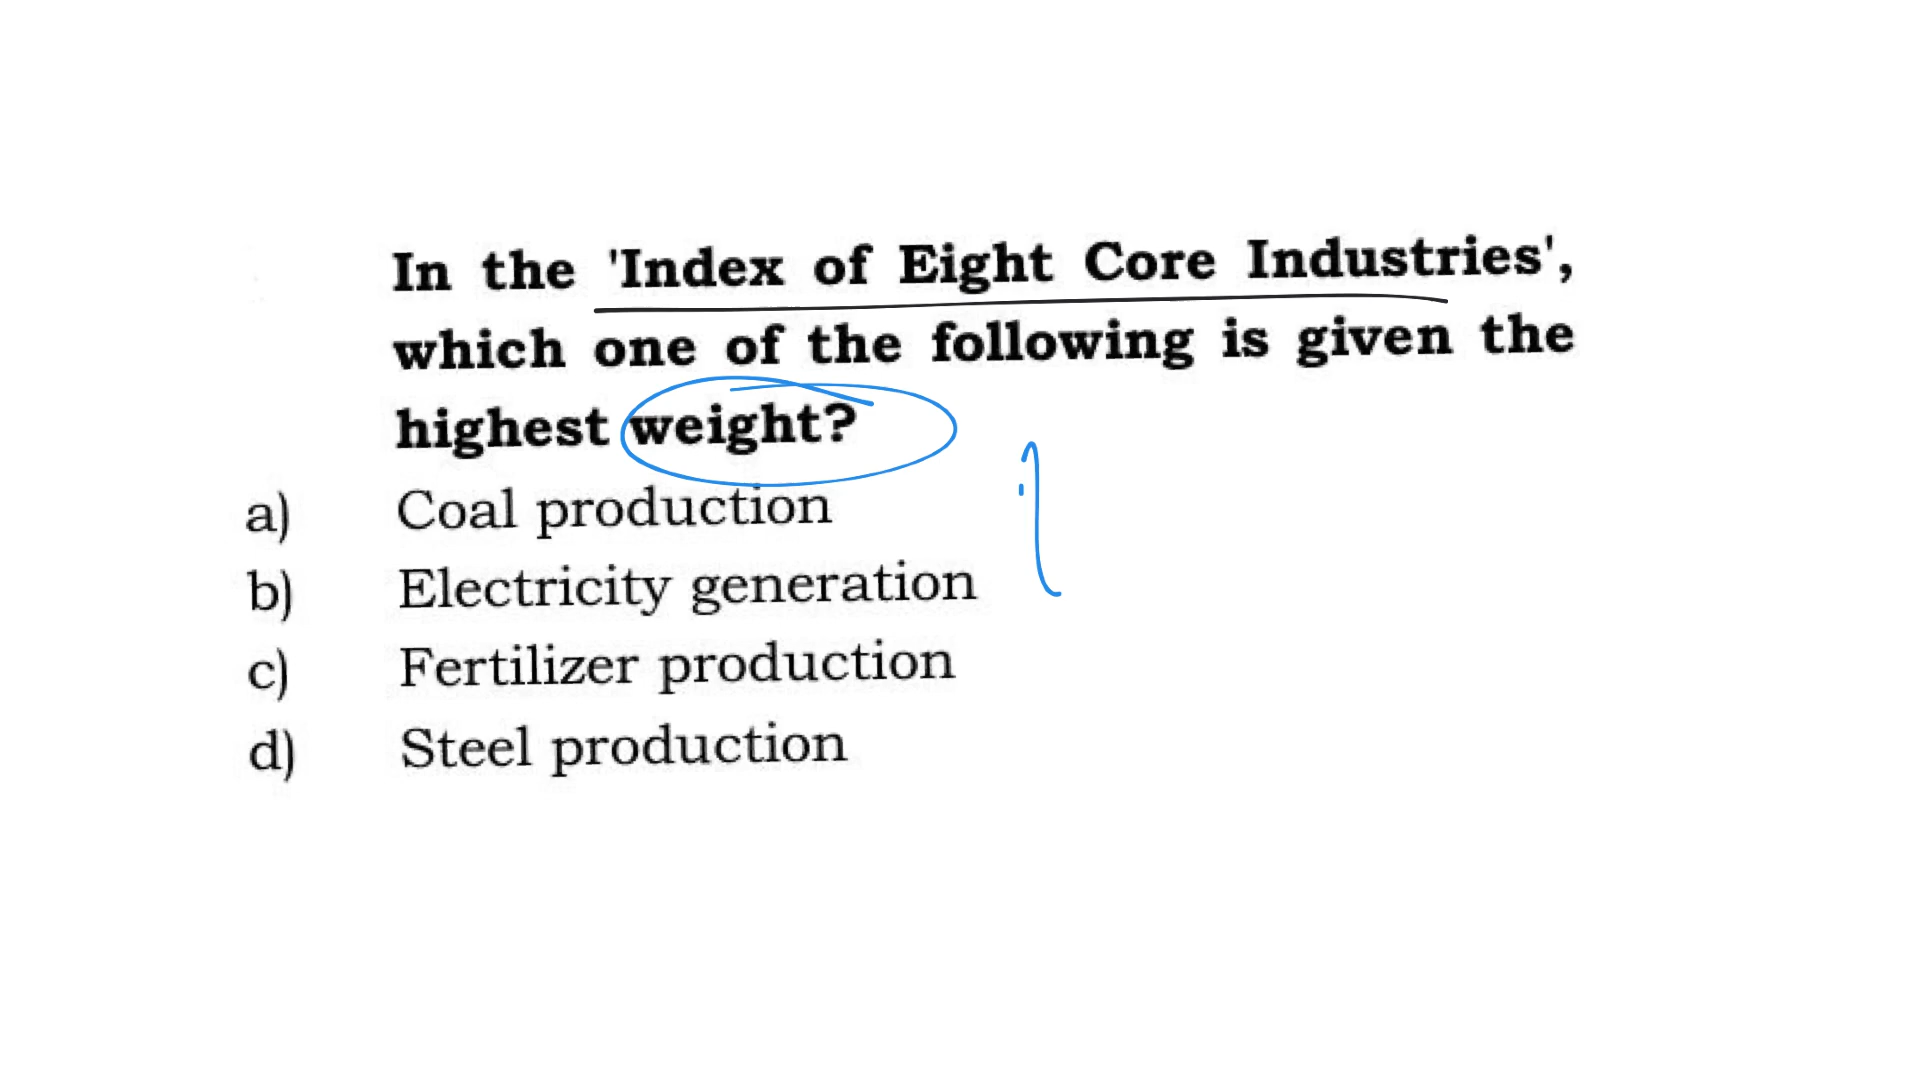 In the 'Index of Eight Core Industries',
which one of the following is given the
highest weight?
a) Coal production
b) Electricity generation
c) Fertilizer production
d) Steel production